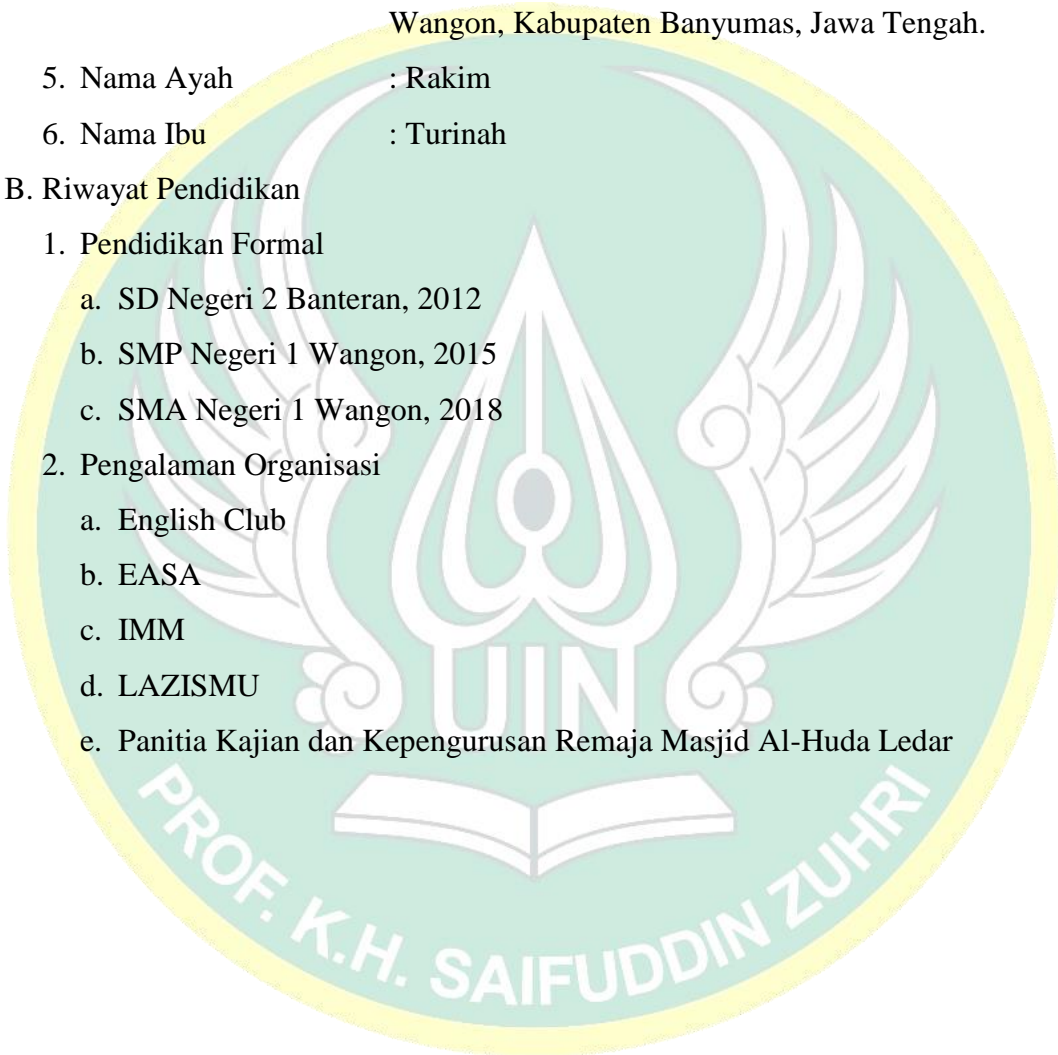 Wangon, Kabupaten Banyumas, Jawa Tengah.
5. Nama Ayah : Rakim
6. Nama Ibu : Turinah
B. Riwayat Pendidikan
1. Pendidikan Formal
a. SD Negeri 2 Banteran, 2012
b. SMP Negeri 1 Wangon, 2015
c. SMA Negeri 1 Wangon, 2018
2. Pengalaman Organisasi
a. English Club
b. EASA
c. IMM
d. LAZISMU
e. Panitia Kajian dan Kepengurusan Remaja Masjid Al-Huda Ledar
UIN
PROF. K.H. SAIFUDDIN ZUHRI